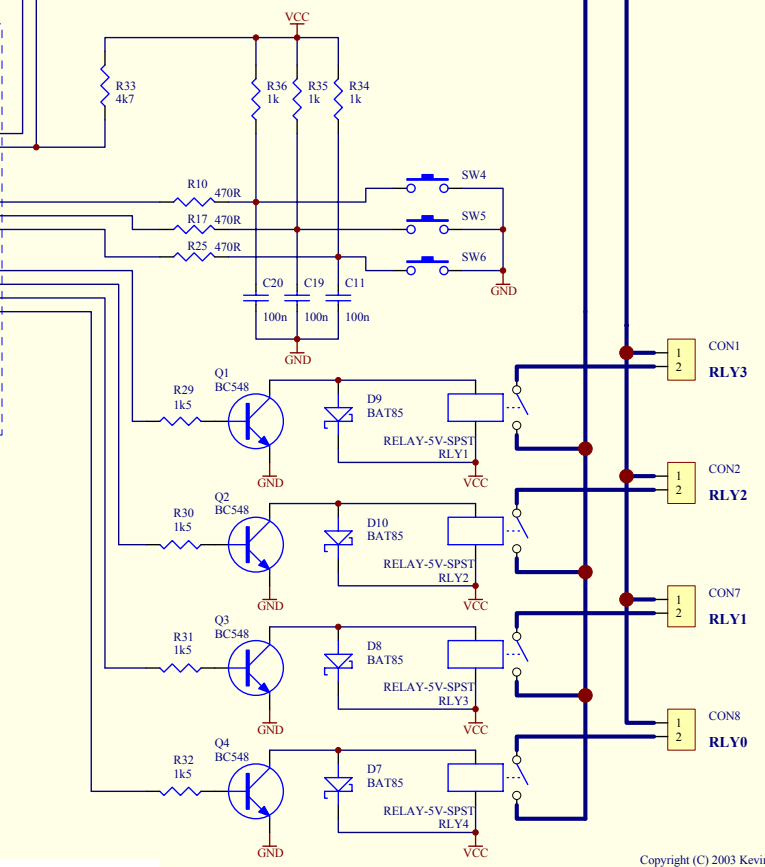 VCC
R33
4k7
R36
1k
R35
1k
R34
1k
R10
470R
R17
470R
R25
470R
SW4
SW5
SW6
GND
C20
100n
C19
100n
C11
100n
GND
CON1
1
2
RLY3
Q1
BC548
R29
1k5
D9
BAT85
RELAY-5V-SPST
RLY1
GND
VCC
CON2
1
2
RLY2
Q2
BC548
R30
1k5
D10
BAT85
RELAY-5V-SPST
RLY2
GND
VCC
CON7
1
2
RLY1
Q3
BC548
R31
1k5
D8
BAT85
RELAY-5V-SPST
RLY3
GND
VCC
CON8
1
2
RLY0
Q4
BC548
R32
1k5
D7
BAT85
RELAY-5V-SPST
RLY4
GND
VCC
Copyright (C) 2003 Kevin